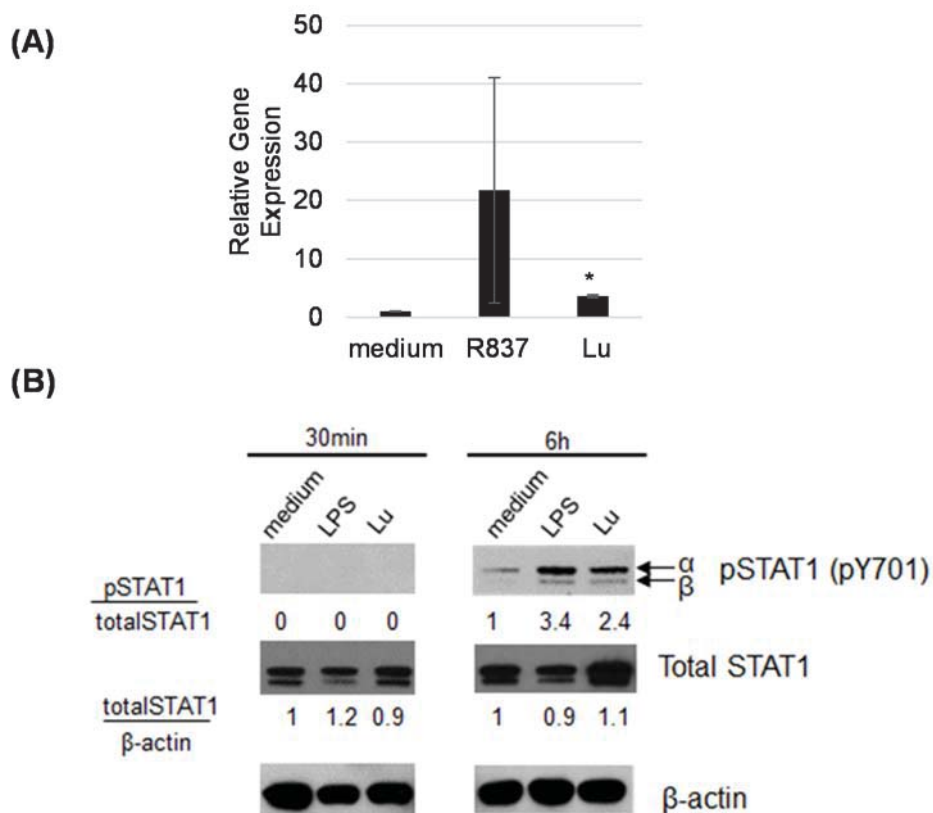 (A)
50
40
30
20
10
0
Relative Gene
Expression
*
medium R837 Lu
(B)
30min 6h
medium LPS Lu medium LPS Lu
α pSTAT1 (pY701)
β
pSTAT1
totalSTAT1
0 0 0 1 3.4 2.4
Total STAT1
totalSTAT1
β-actin
1 1.2 0.9 1 0.9 1.1
β-actin